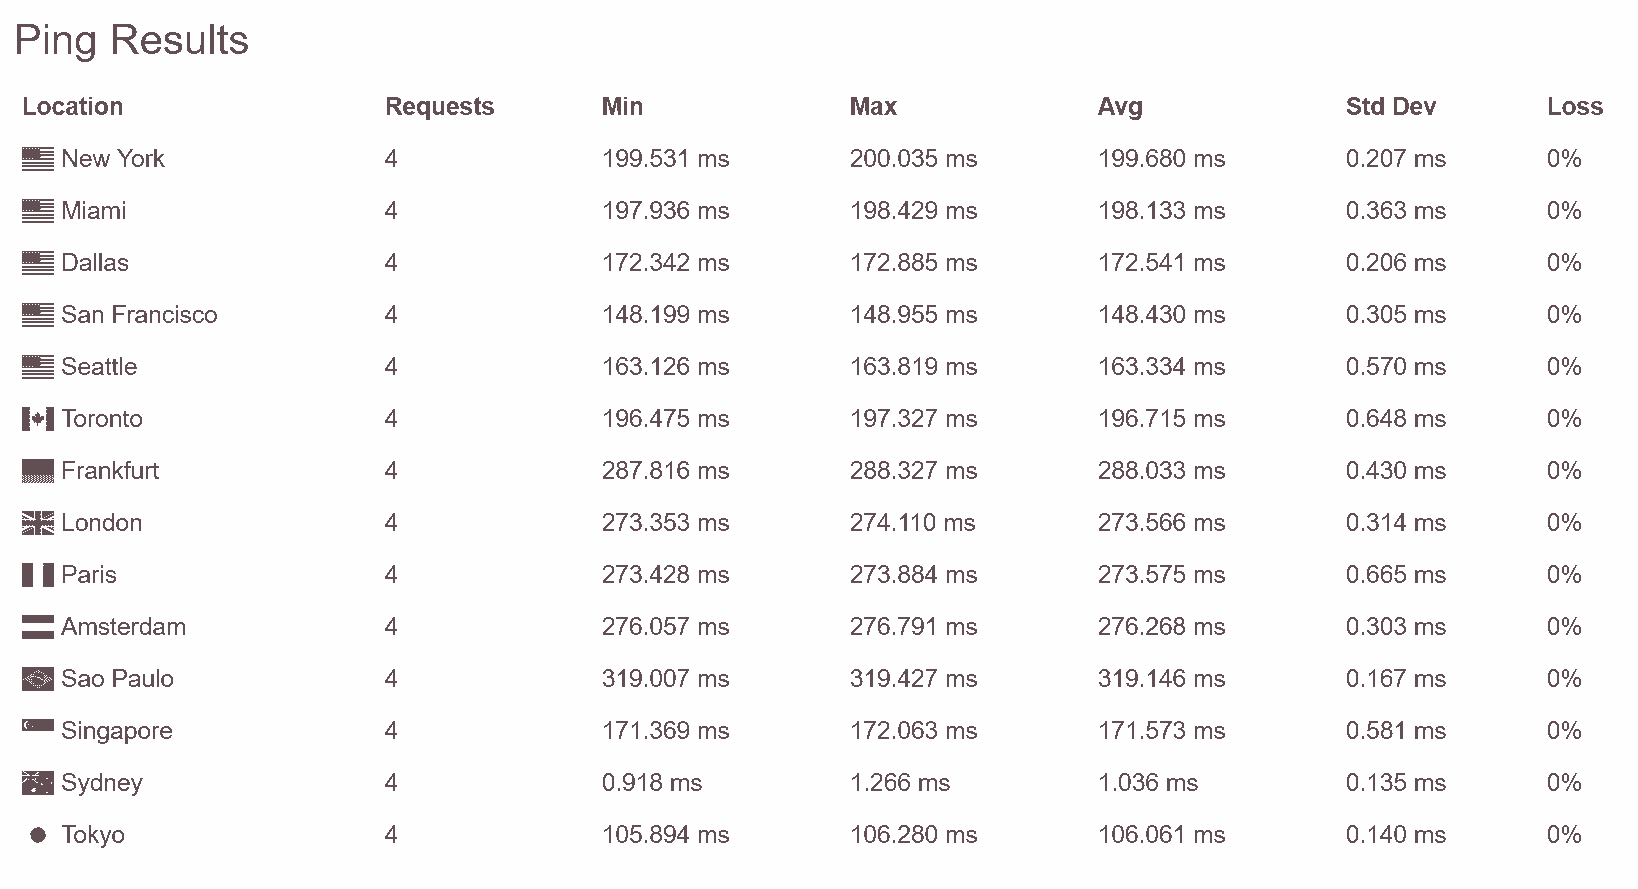 Ping Results
Location Requests Min Max Avg Std Dev Loss
New York 4 199.531 ms 200.035 ms 199.680 ms 0.207 ms 0%
Miami 4 197.936 ms 198.429 ms 198.133 ms 0.363 ms 0%
Dallas 4 172.342 ms 172.885 ms 172.541 ms 0.206 ms 0%
San Francisco 4 148.199 ms 148.955 ms 148.430 ms 0.305 ms 0%
Seattle 4 163.126 ms 163.819 ms 163.334 ms 0.570 ms 0%
Toronto 4 196.475 ms 197.327 ms 196.715 ms 0.648 ms 0%
Frankfurt 4 287.816 ms 288.327 ms 288.033 ms 0.430 ms 0%
London 4 273.353 ms 274.110 ms 273.566 ms 0.314 ms 0%
Paris 4 273.428 ms 273.884 ms 273.575 ms 0.665 ms 0%
Amsterdam 4 276.057 ms 276.791 ms 276.268 ms 0.303 ms 0%
Sao Paulo 4 319.007 ms 319.427 ms 319.146 ms 0.167 ms 0%
Singapore 4 171.369 ms 172.063 ms 171.573 ms 0.581 ms 0%
Sydney 4 0.918 ms 1.266 ms 1.036 ms 0.135 ms 0%
Tokyo 4 105.894 ms 106.280 ms 106.061 ms 0.140 ms 0%